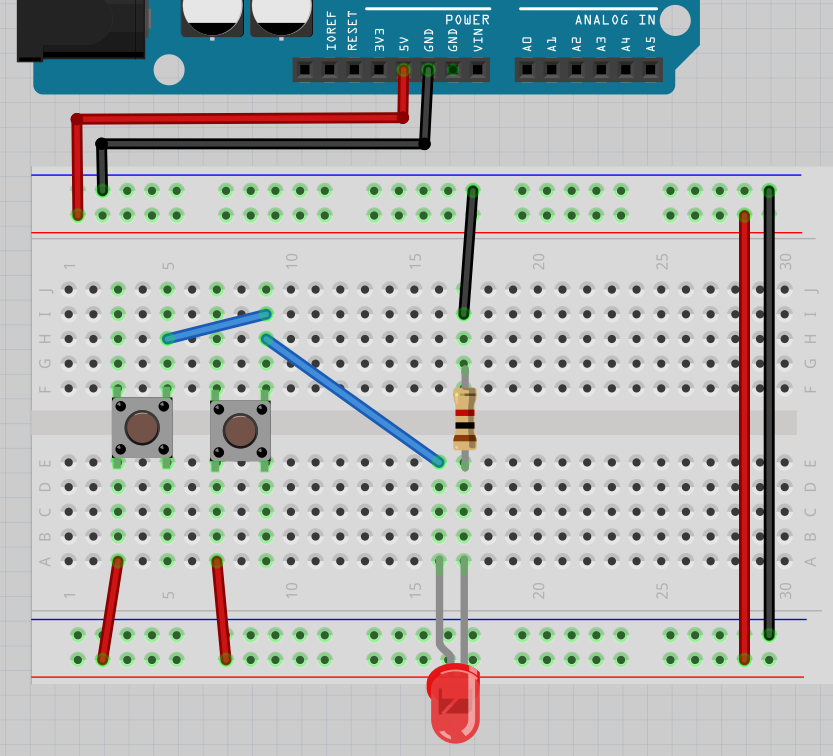 POWER
ANALOG IN
IOREF
RESET
3V3
5V
GND
GND
VIN
A0
A1
A2
A3
A4
A5
1 5 10 15 20 25 30
J J
I I
H H
G G
F F
E E
D D
C C
B B
A A
1 5 10 15 20 25 30